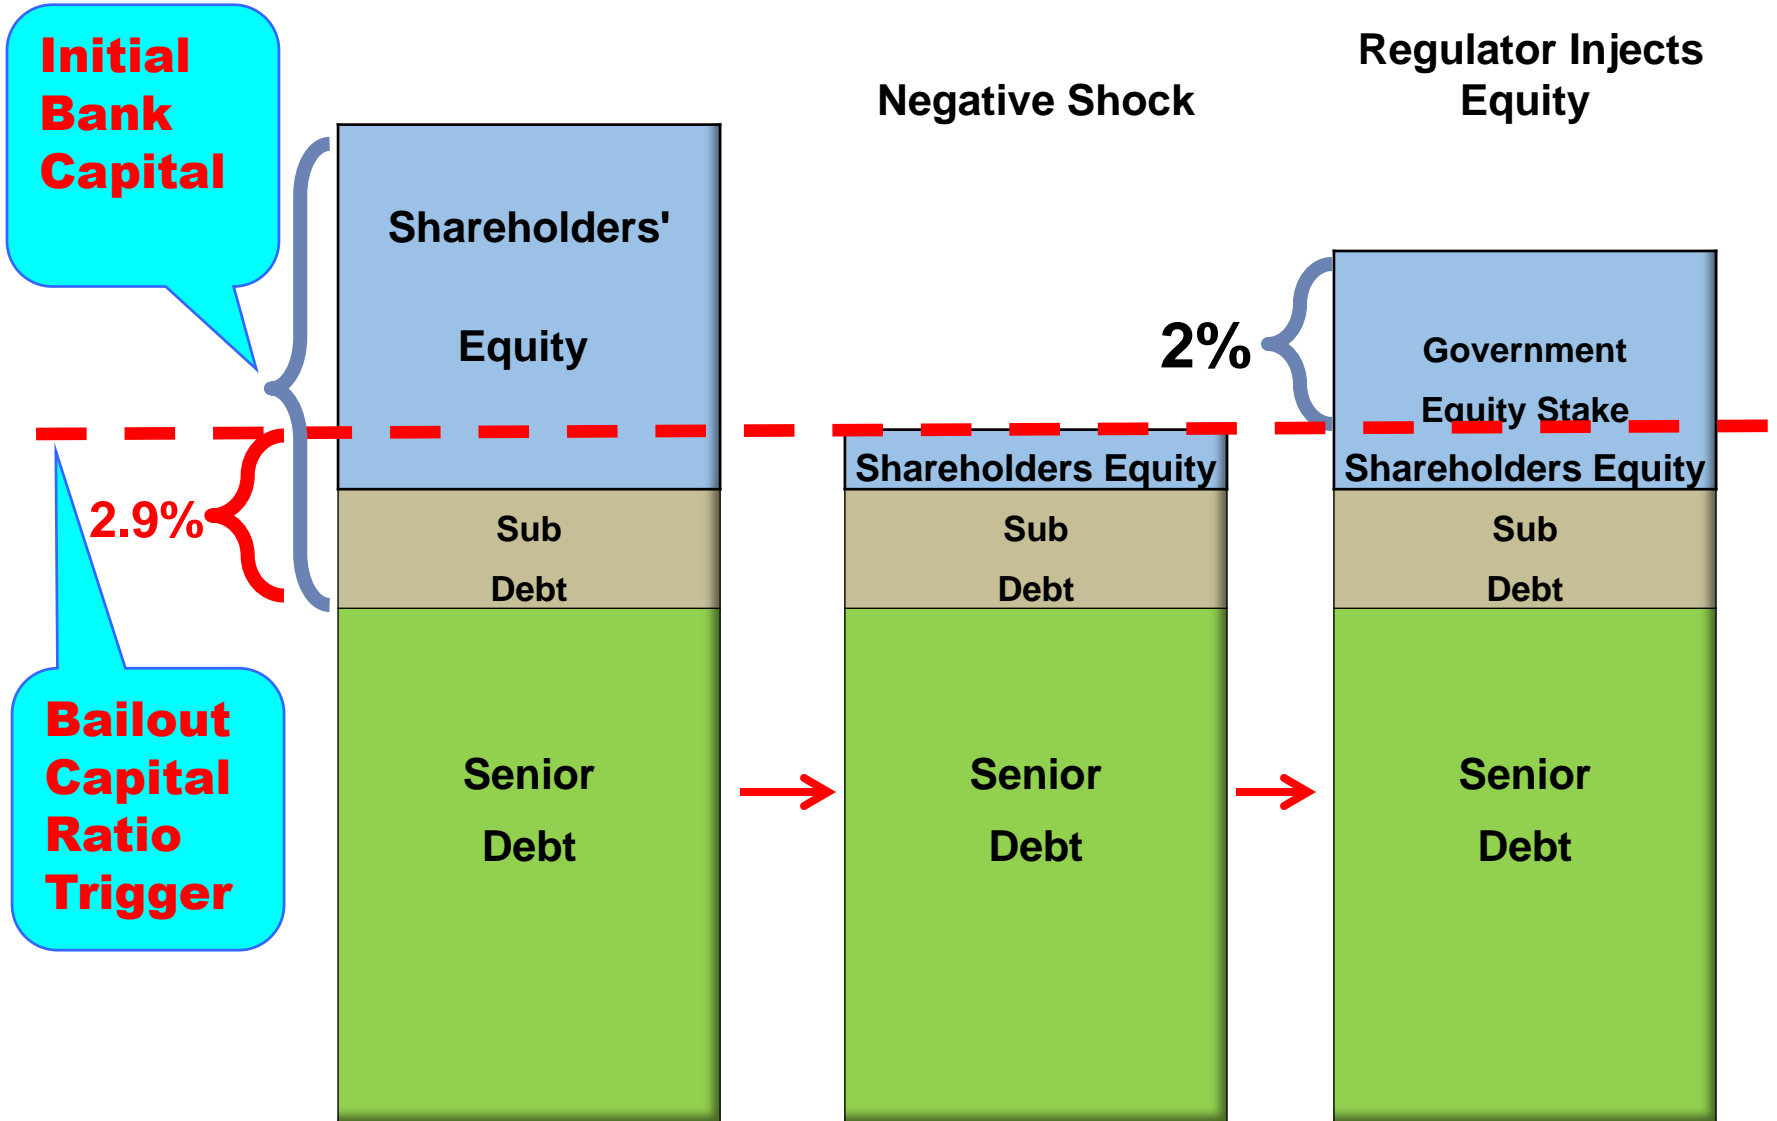 Initial
Bank
Capital
Negative Shock
Regulator Injects
Equity
Shareholders'
Equity
2%
Government
Equity Stake
Shareholders Equity
Shareholders Equity
2.9%
Sub
Debt
Sub
Debt
Sub
Debt
Bailout
Capital
Ratio
Trigger
Senior
Debt
Senior
Debt
Senior
Debt